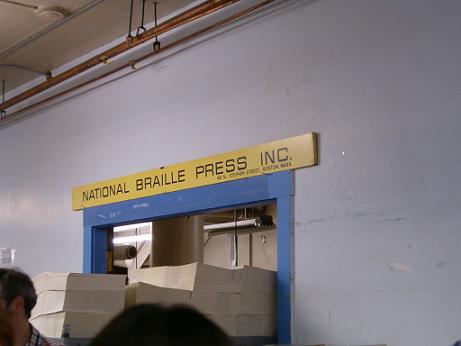 NATIONAL BRAILLE PRESS INC.
88 St. STEPHEN STREET, BOSTON, MASS.